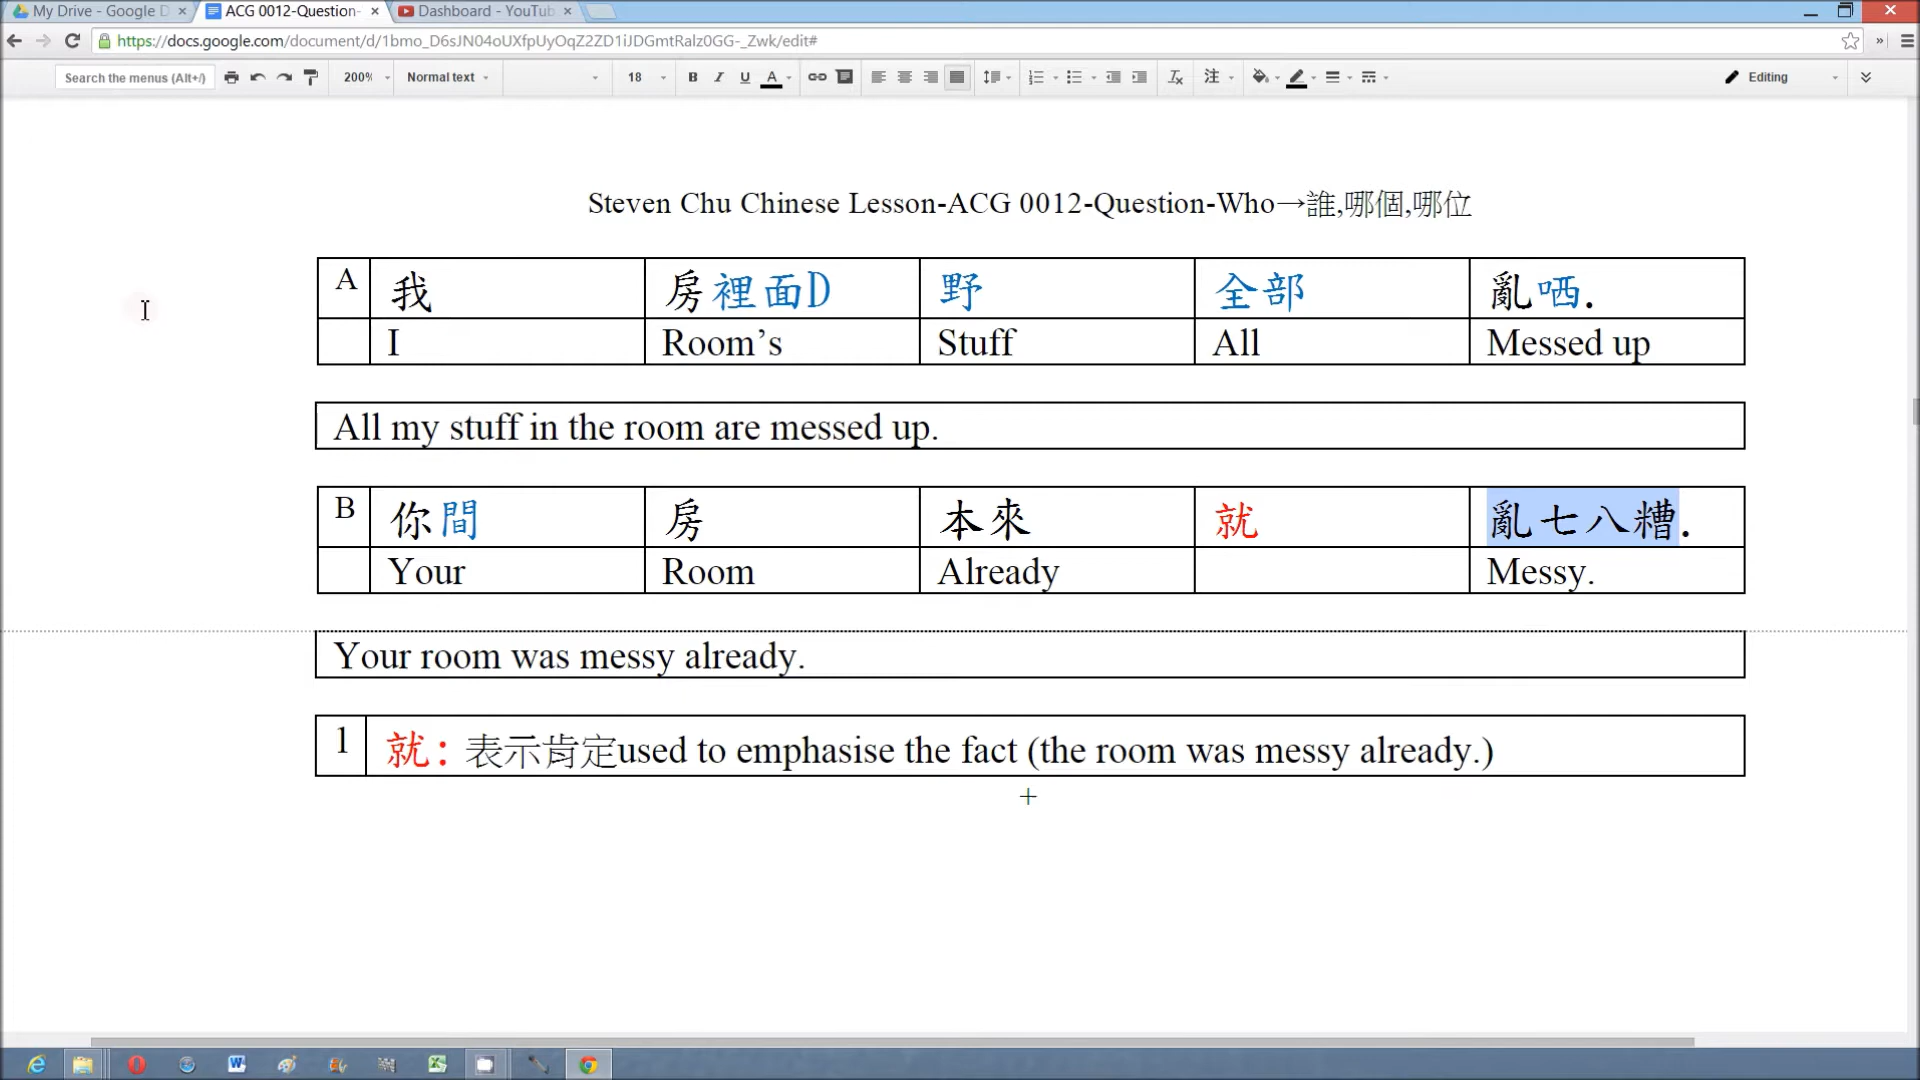 My Drive - Google D
ACG 0012-Question-
Dashboard - YouTub
https://docs.google.com/document/d/1bmo_D6sJN04oUXfpUyOqZ2ZD1iJDGmtRalz0GG-_Zwk/edit#
Search the menus (Alt+/) 200% Normal text 18 B I U A 注 Editing
Steven Chu Chinese Lesson-ACG 0012-Question-Who→誰,哪個,哪位
A 我 房裡面D 野 全部 亂哂.
I Room’s Stuff All Messed up
All my stuff in the room are messed up.
B 你間 房 本來 就 亂七八糟.
Your Room Already Messy.
Your room was messy already.
1 就：表示肯定used to emphasise the fact (the room was messy already.)